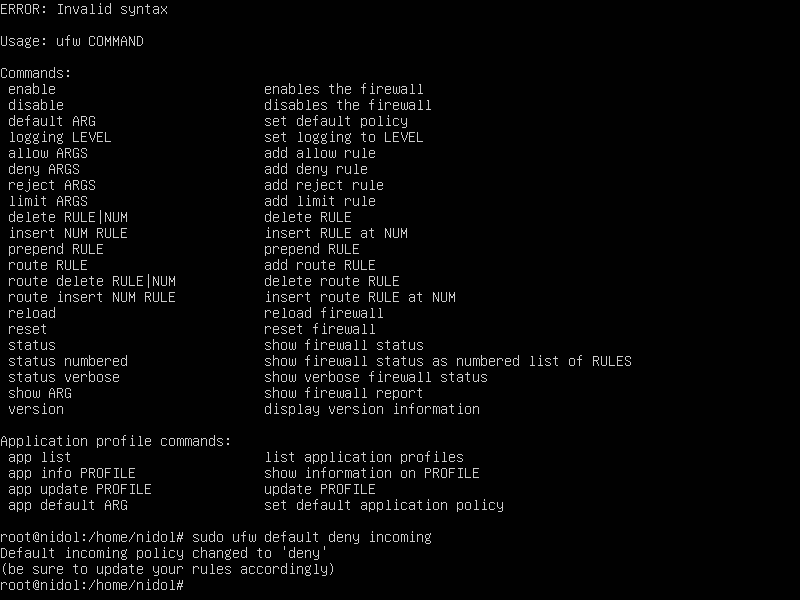 ERROR: Invalid syntax
Usage: ufw COMMAND
Commands:
enable                          enables the firewall
disable                         disables the firewall
default ARG                     set default policy
logging LEVEL                   set logging to LEVEL
allow ARGS                      add allow rule
deny ARGS                       add deny rule
reject ARGS                     add reject rule
limit ARGS                      add limit rule
delete RULE|NUM                 delete RULE
insert NUM RULE                 insert RULE at NUM
prepend RULE                    prepend RULE
route RULE                      add route RULE
route delete RULE|NUM           delete route RULE
route insert NUM RULE           insert route RULE at NUM
reload                          reload firewall
reset                           reset firewall
status                          show firewall status
status numbered                 show firewall status as numbered list of RULES
status verbose                  show verbose firewall status
show ARG                        show firewall report
version                         display version information
Application profile commands:
app list                        list application profiles
app info PROFILE                show information on PROFILE
app update PROFILE              update PROFILE
app default ARG                 set default application policy
root@nidol:/home/nidol# sudo ufw default deny incoming
Default incoming policy changed to 'deny'
(be sure to update your rules accordingly)
root@nidol:/home/nidol#